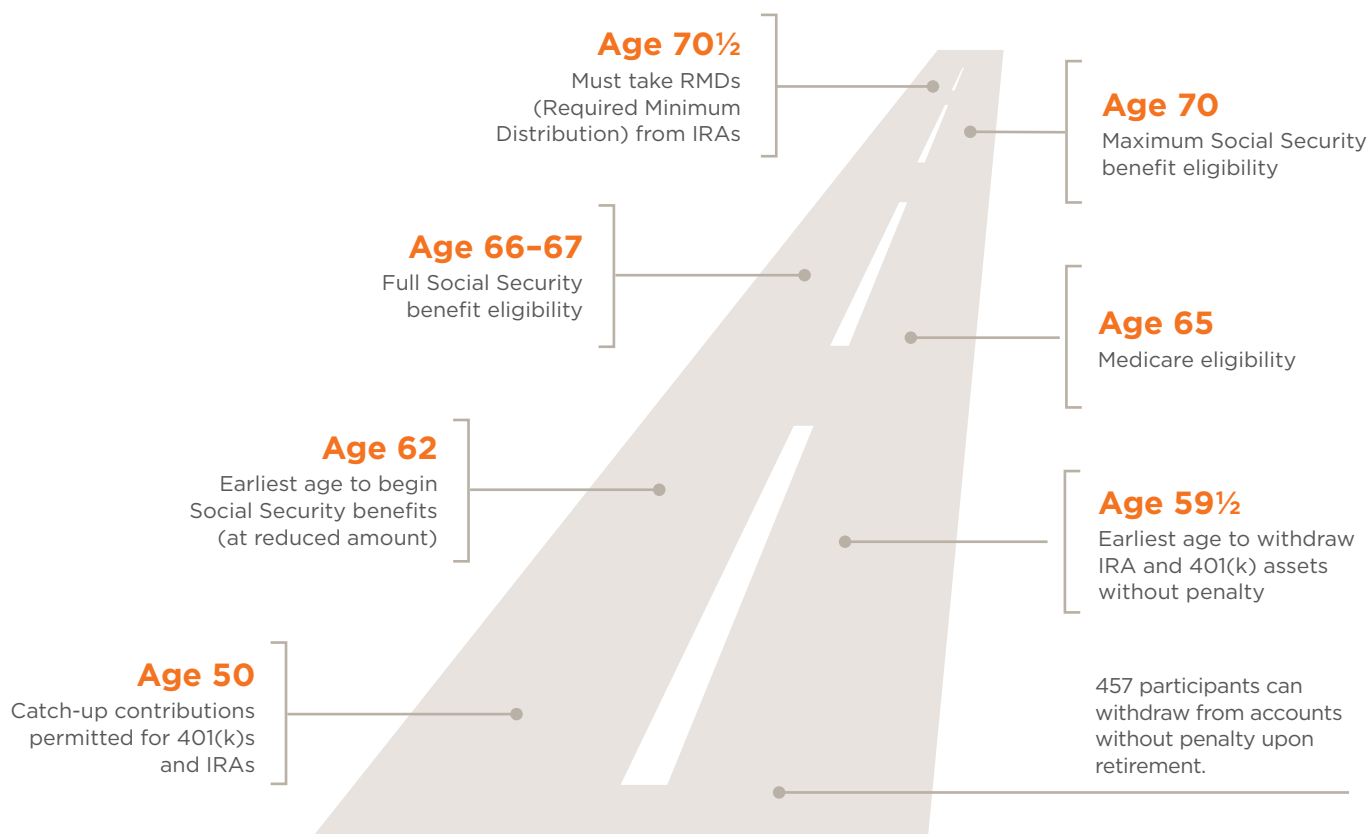 Age 70½
Must take RMDs
(Required Minimum
Distribution) from IRAs
Age 70
Maximum Social Security
benefit eligibility
Age 66–67
Full Social Security
benefit eligibility
Age 65
Medicare eligibility
Age 62
Earliest age to begin
Social Security benefits
(at reduced amount)
Age 59½
Earliest age to withdraw
IRA and 401(k) assets
without penalty
Age 50
Catch-up contributions
permitted for 401(k)s
and IRAs
457 participants can
withdraw from accounts
without penalty upon
retirement.